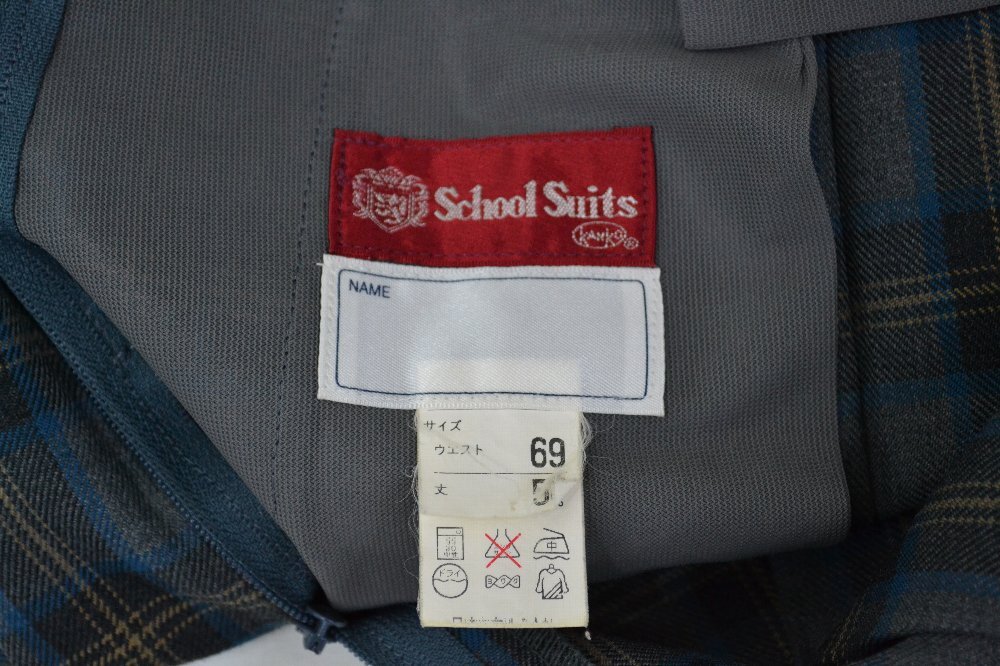 School Suits
KANKO®
NAME
サイズ
ウエスト 69
丈
中
ドライ